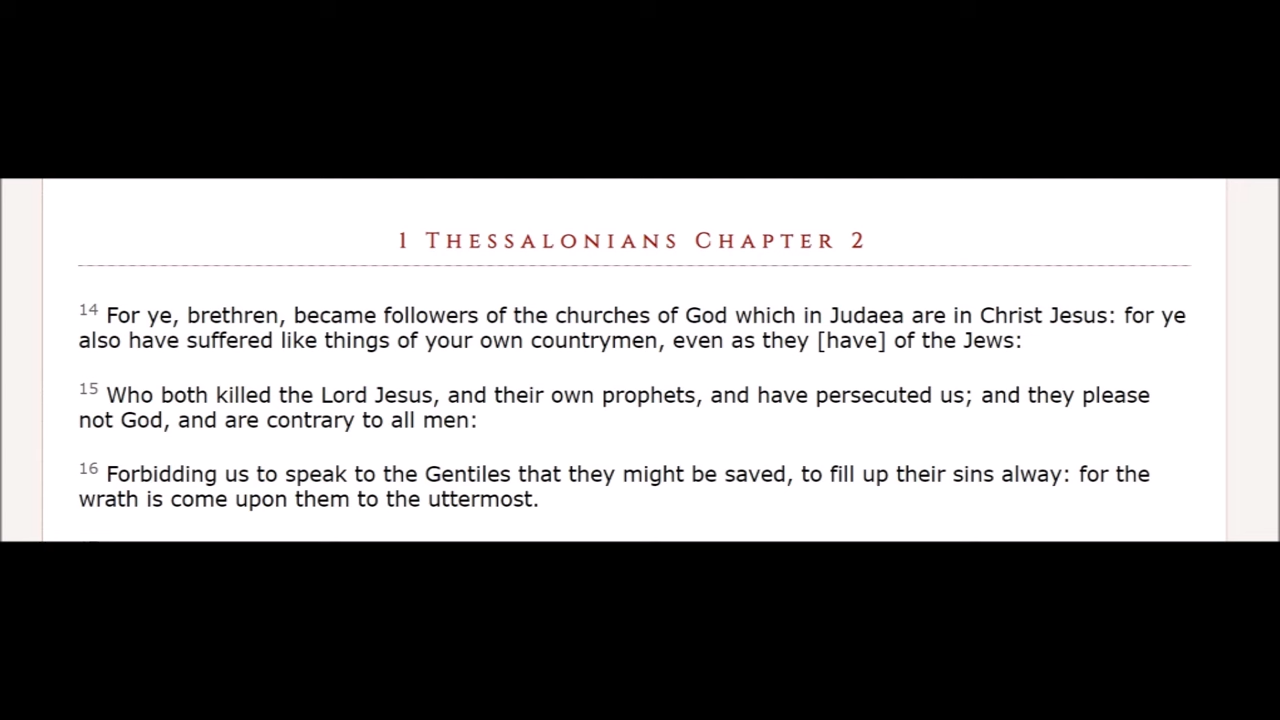 1 Thessalonians Chapter 2
14 For ye, brethren, became followers of the churches of God which in Judaea are in Christ Jesus: for ye
also have suffered like things of your own countrymen, even as they [have] of the Jews:
15 Who both killed the Lord Jesus, and their own prophets, and have persecuted us; and they please
not God, and are contrary to all men:
16 Forbidding us to speak to the Gentiles that they might be saved, to fill up their sins alway: for the
wrath is come upon them to the uttermost.